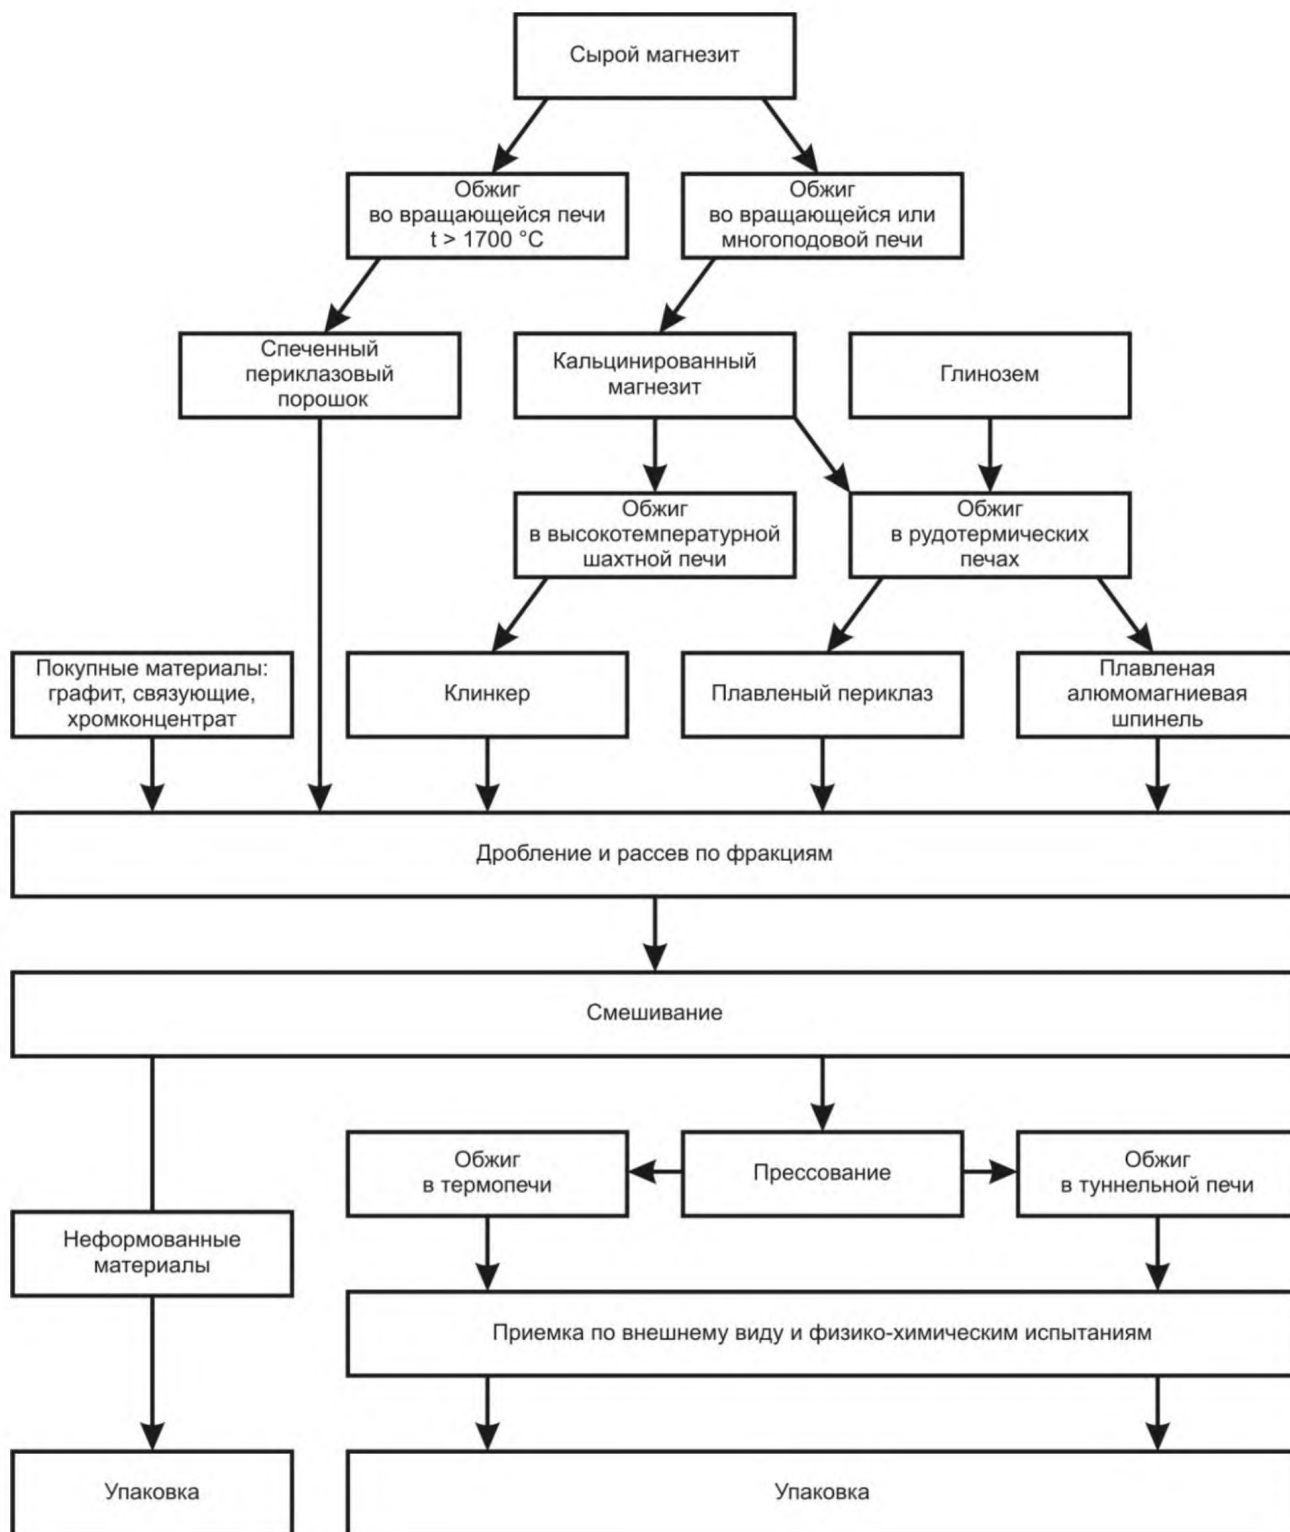 Сырой магнезит
Обжиг
во вращающейся печи
t > 1700 °C
Обжиг
во вращающейся или
многоподовой печи
Спеченный
периклазовый
порошок
Кальцинированный
магнезит
Глинозем
Обжиг
в высокотемпературной
шахтной печи
Обжиг
в рудотермических
печах
Покупные материалы:
графит, связующие,
хромконцентрат
Клинкер
Плавленый периклаз
Плавленая
алюмомагниевая
шпинель
Дробление и рассев по фракциям
Смешивание
Обжиг
в термопечи
Прессование
Обжиг
в туннельной печи
Неформованные
материалы
Приемка по внешнему виду и физико-химическим испытаниям
Упаковка
Упаковка